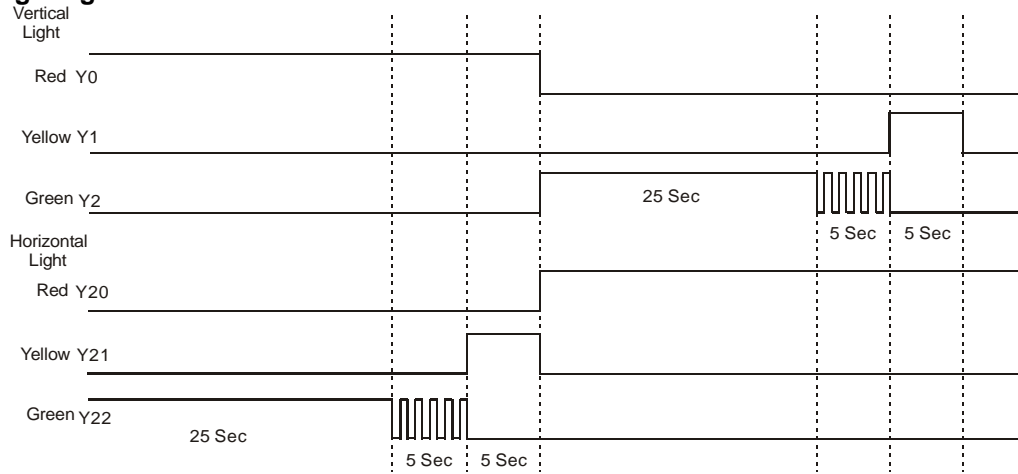 Vertical
Light
Red Y0
Yellow Y1
Green Y2
25 Sec
5 Sec 5 Sec
Horizontal
Light
Red Y20
Yellow Y21
Green Y22
25 Sec
5 Sec 5 Sec